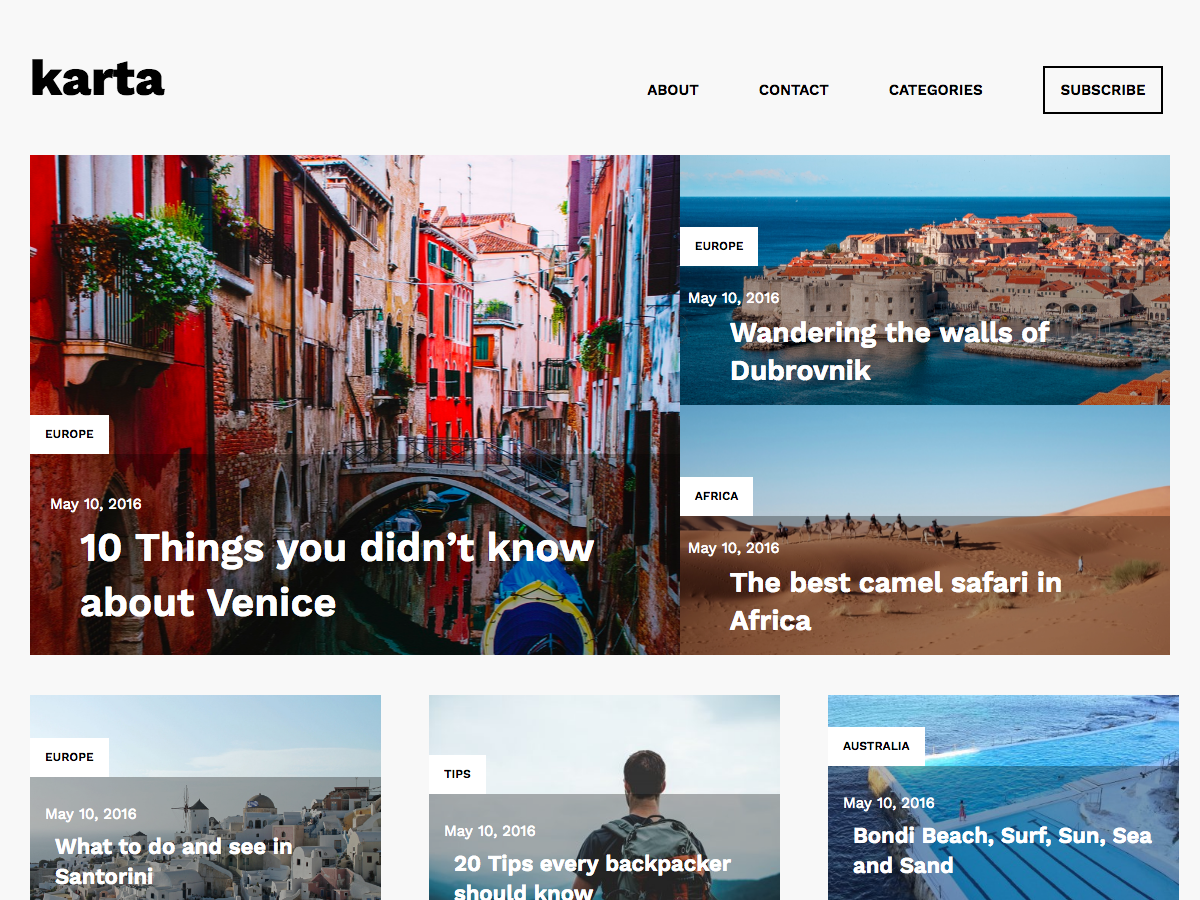 karta
ABOUT
CONTACT
CATEGORIES
SUBSCRIBE
EUROPE
May 10, 2016
10 Things you didn’t know
about Venice
EUROPE
May 10, 2016
Wandering the walls of
Dubrovnik
AFRICA
May 10, 2016
The best camel safari in
Africa
EUROPE
May 10, 2016
What to do and see in
Santorini
TIPS
May 10, 2016
20 Tips every backpacker
should know
AUSTRALIA
May 10, 2016
Bondi Beach, Surf, Sun, Sea
and Sand